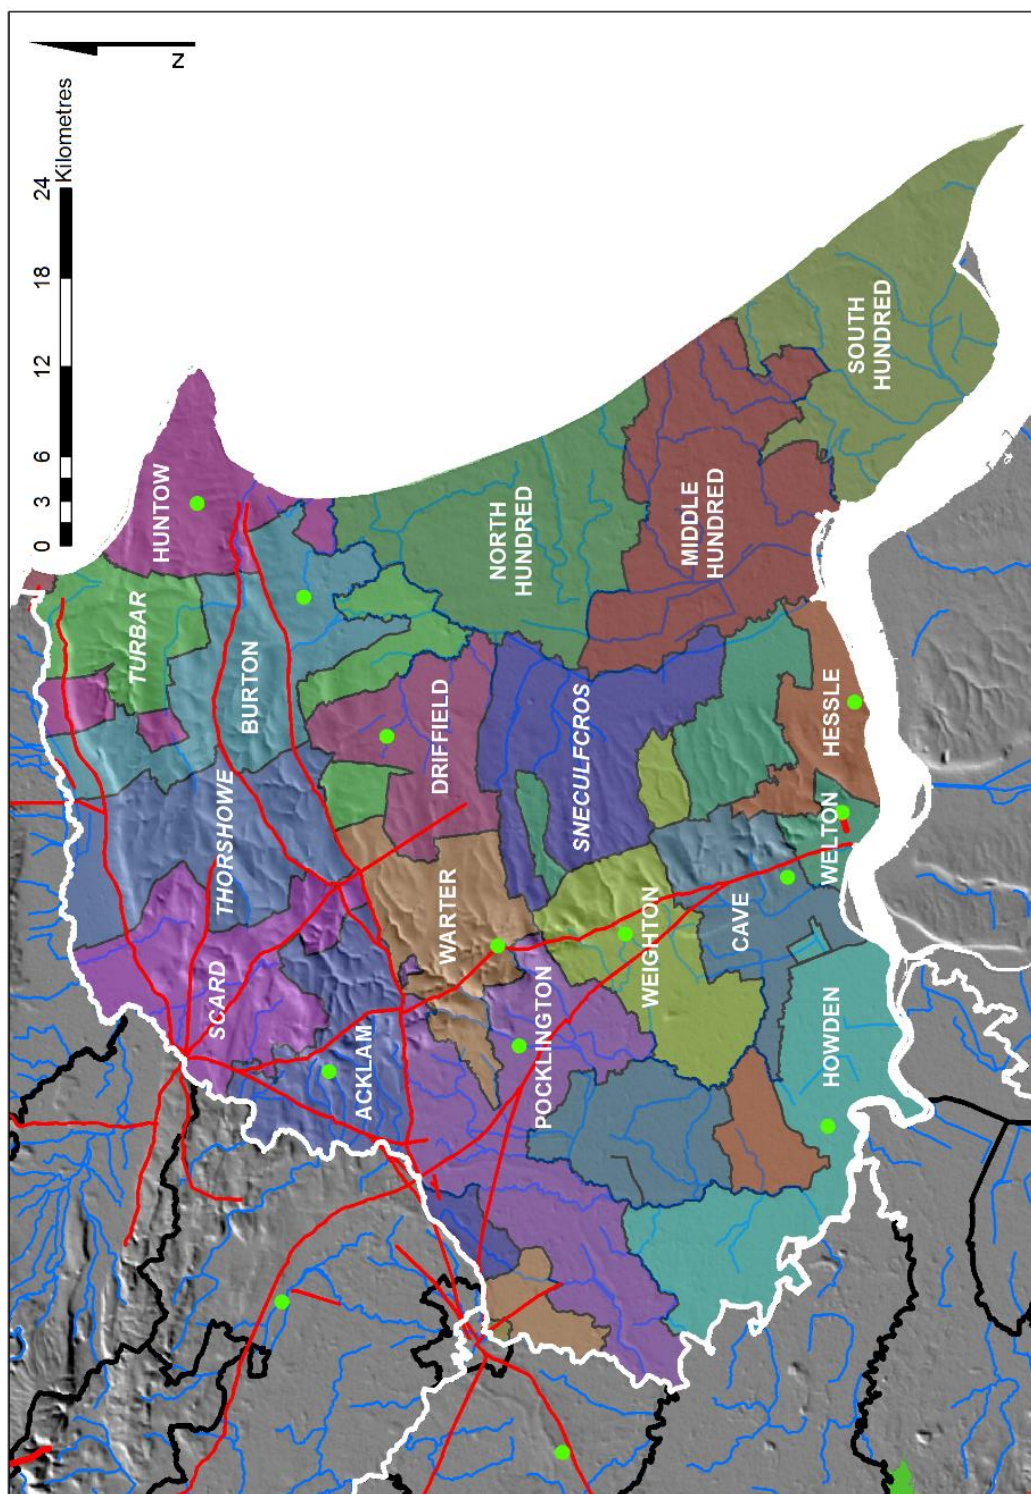 0 3 6 12 18 24
Kilometres
N
HUNTOW
TURBAR
BURTON
THORSHOWE
SCARD
ACKLAM
DRIFFIELD
WARTER
NORTH
HUNDRED
SNECULFCROS
POCKLINGTON
WEIGHTON
MIDDLE
HUNDRED
SOUTH
HUNDRED
CAVE
HESSLE
WELTON
HOWDEN